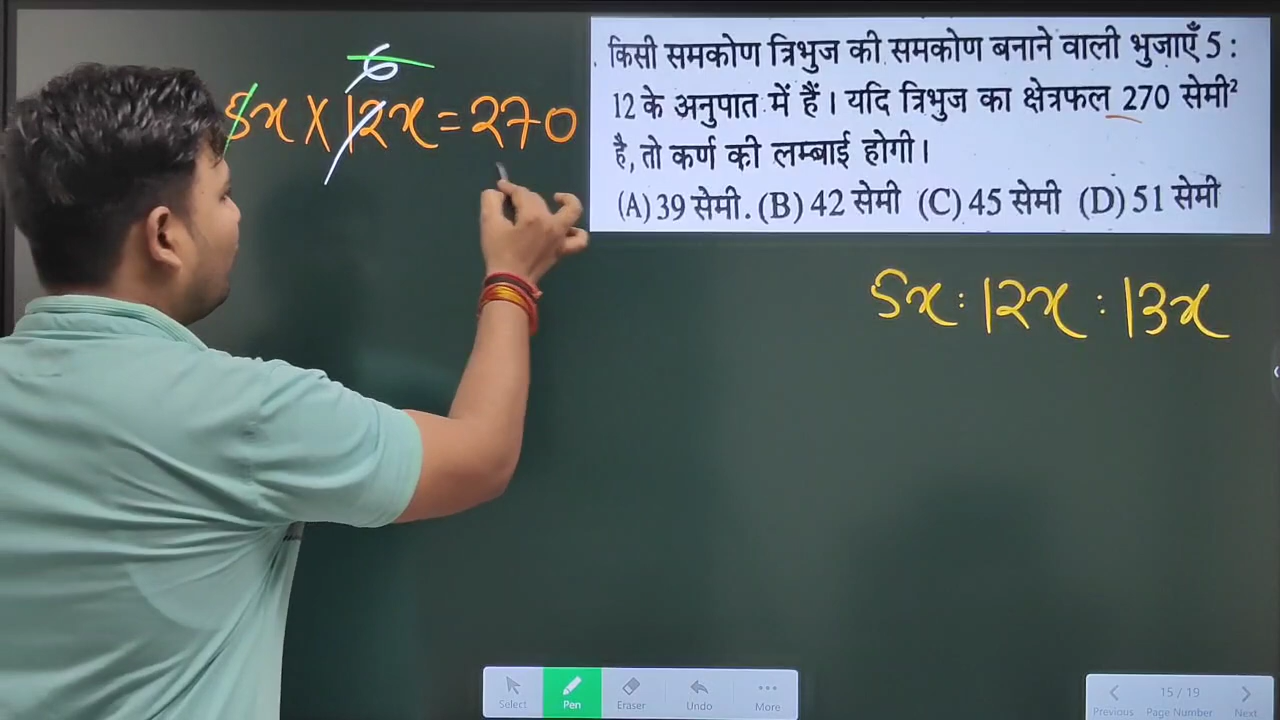 6
5x X 12x = 270
किसी समकोण त्रिभुज की समकोण बनाने वाली भुजाएँ 5 :
12 के अनुपात में हैं। यदि त्रिभुज का क्षेत्रफल 270 सेमी²
है, तो कर्ण की लम्बाई होगी।
(A) 39 सेमी. (B) 42 सेमी (C) 45 सेमी (D) 51 सेमी
5x : 12x : 13x
Select Pen Eraser Undo More
15 / 19
Previous Page Number Next